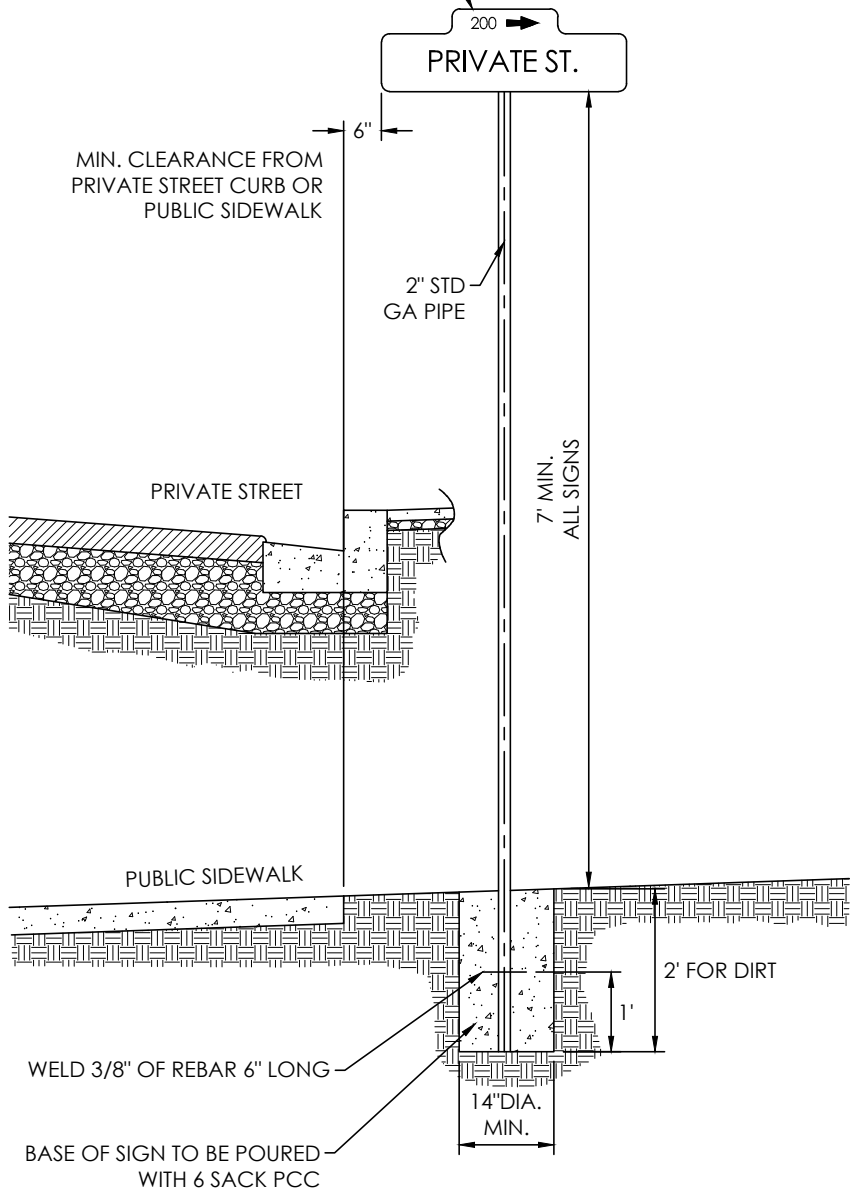 200
PRIVATE ST.
6"
MIN. CLEARANCE FROM
PRIVATE STREET CURB OR
PUBLIC SIDEWALK
2" STD
GA PIPE
7' MIN.
ALL SIGNS
PRIVATE STREET
PUBLIC SIDEWALK
2' FOR DIRT
1'
WELD 3/8" OF REBAR 6" LONG
14"DIA.
MIN.
BASE OF SIGN TO BE POURED
WITH 6 SACK PCC